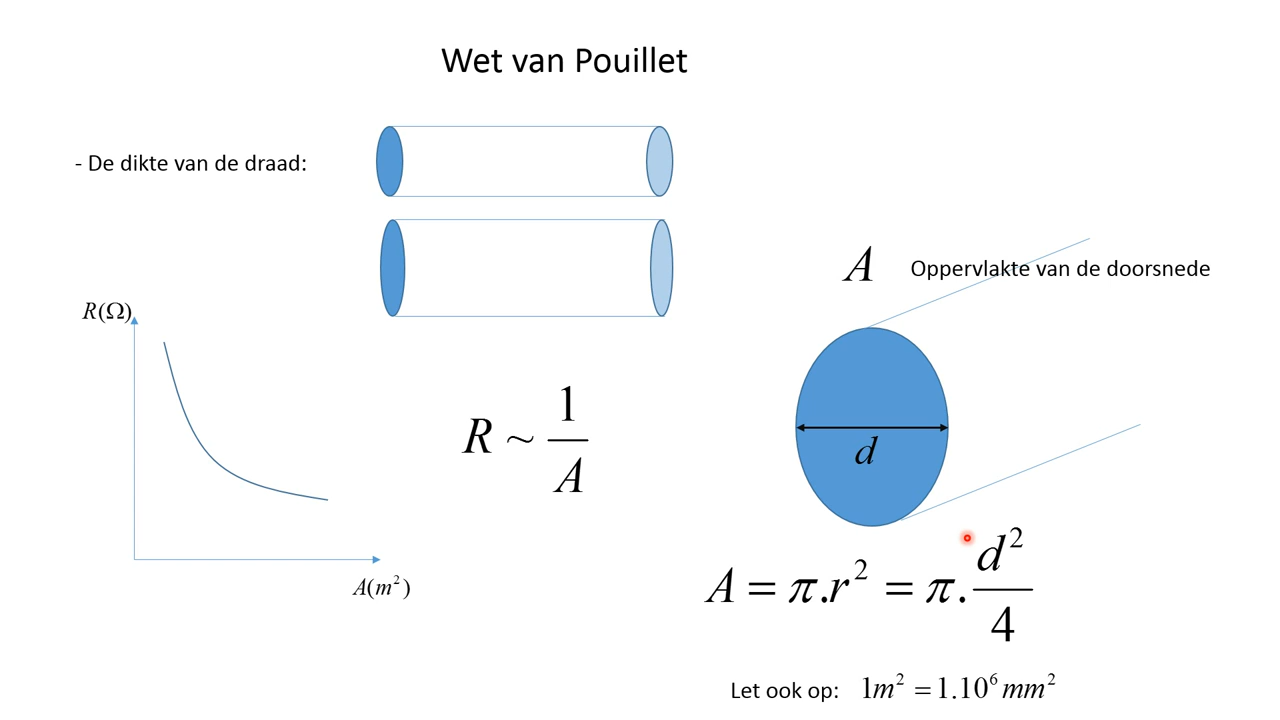 Wet van Pouillet
- De dikte van de draad:
A Oppervlakte van de doorsnede
R(Ω)
R ~ 1/A
d
A(m²)
A = π.r² = π.d²/4
Let ook op: 1m² = 1.10⁶ mm²